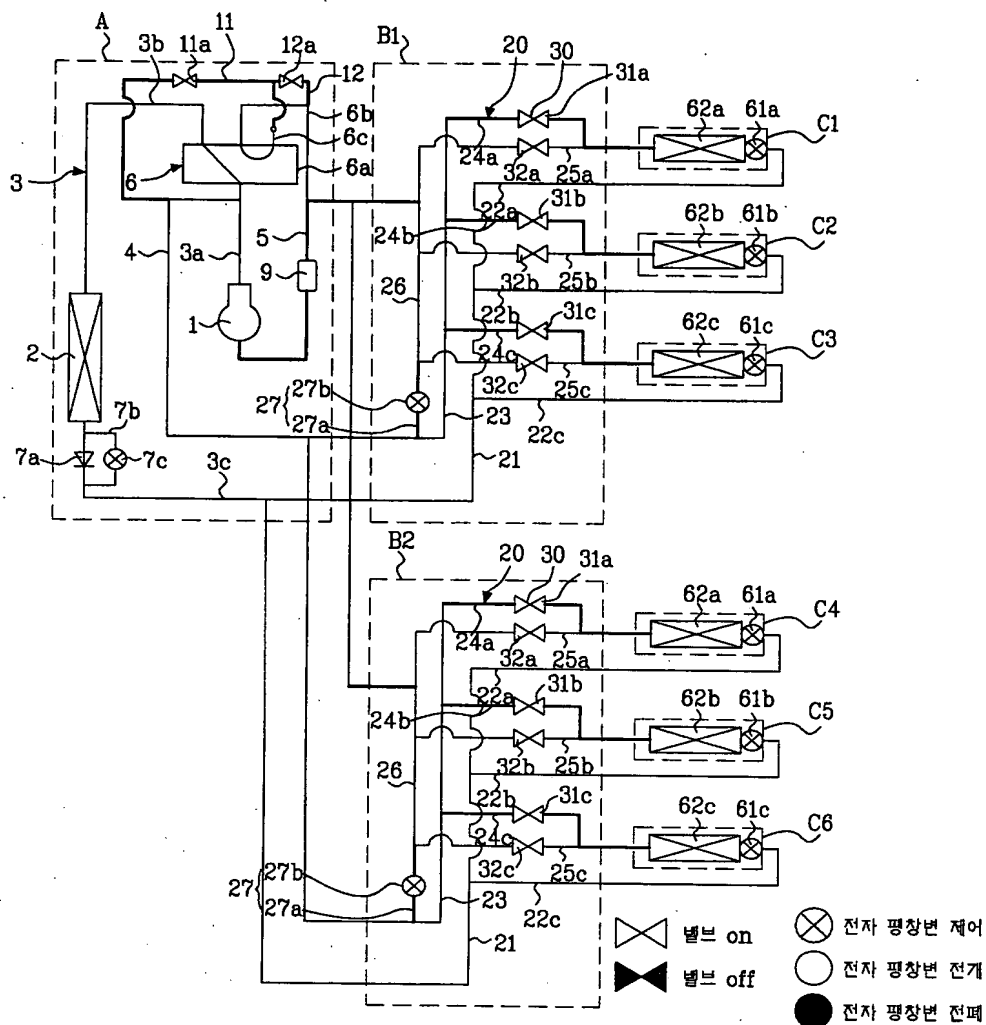 A
11a
11
12a
3b
12
6b
6c
6
6a
3
4
3a
5
9
1
2
7b
7a
7c
3c
B1
20
30
31a
24a
32a
25a
22a
31b
24b
26
32b
25b
22b
31c
24c
32c
25c
27
27b
27a
23
22c
21
62a
61a
C1
62b
61b
C2
62c
61c
C3
B2
20
30
31a
24a
32a
25a
22a
31b
24b
26
32b
25b
22b
31c
24c
32c
25c
27
27b
27a
23
22c
21
62a
61a
C4
62b
61b
C5
62c
61c
C6
밸브 on
밸브 off
전자 팽창변 제어
전자 팽창변 전개
전자 팽창변 전폐